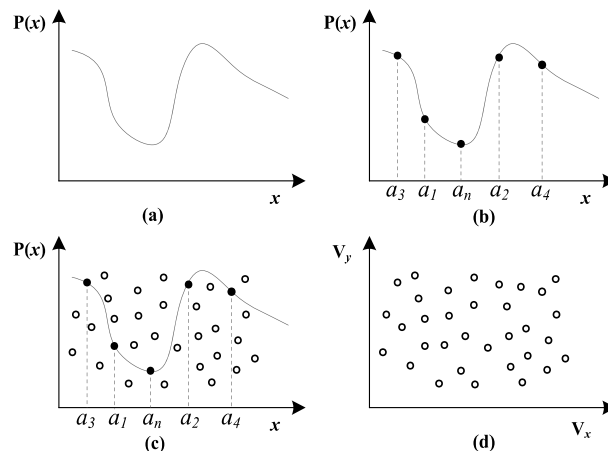 P(x)
x
(a)
P(x)
a3 a1 an a2 a4 x
(b)
P(x)
a3 a1 an a2 a4 x
(c)
Vy
Vx
(d)